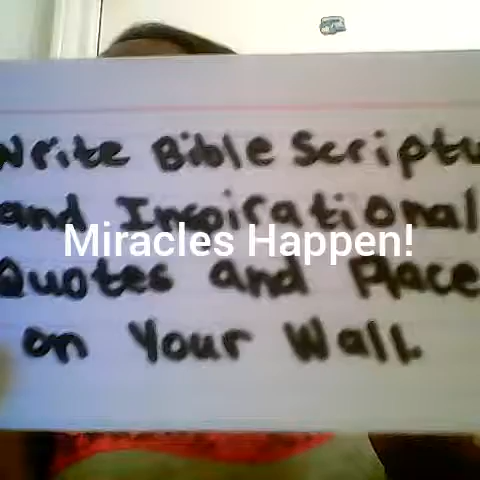 Write Bible Scriptu
and Inspirational
Miracles Happen!
Quotes and Place
on Your Wall.